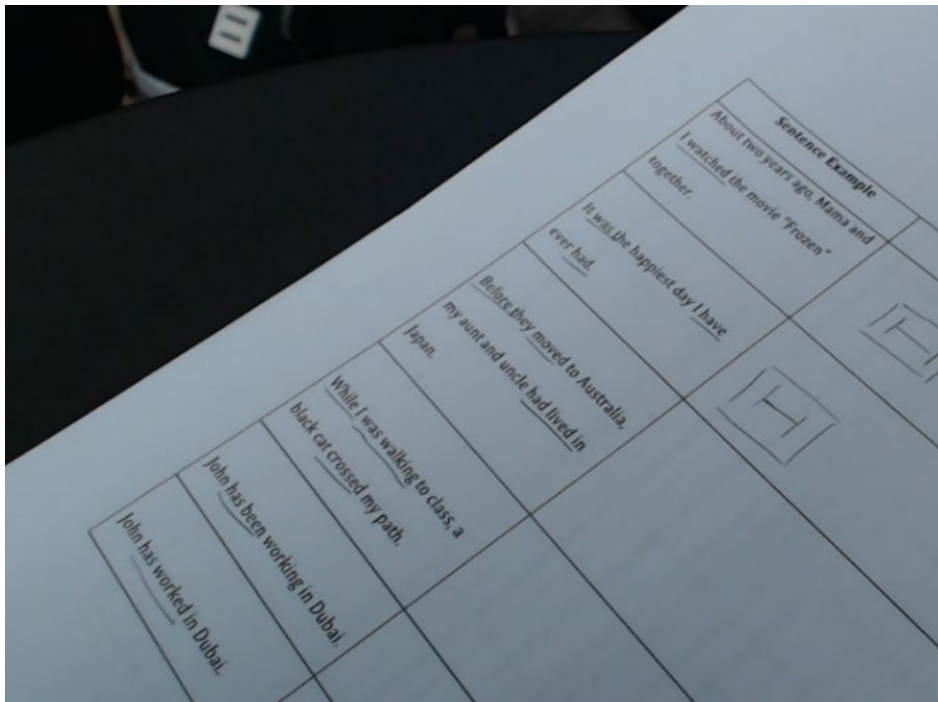 Sentence Example
About two years ago, Mama and
I watched the movie "Frozen"
together.
It was the happiest day I have
ever had.
Before they moved to Australia,
my aunt and uncle had lived in
Japan.
While I was walking to class, a
black cat crossed my path.
John has been working in Dubai.
John has worked in Dubai.